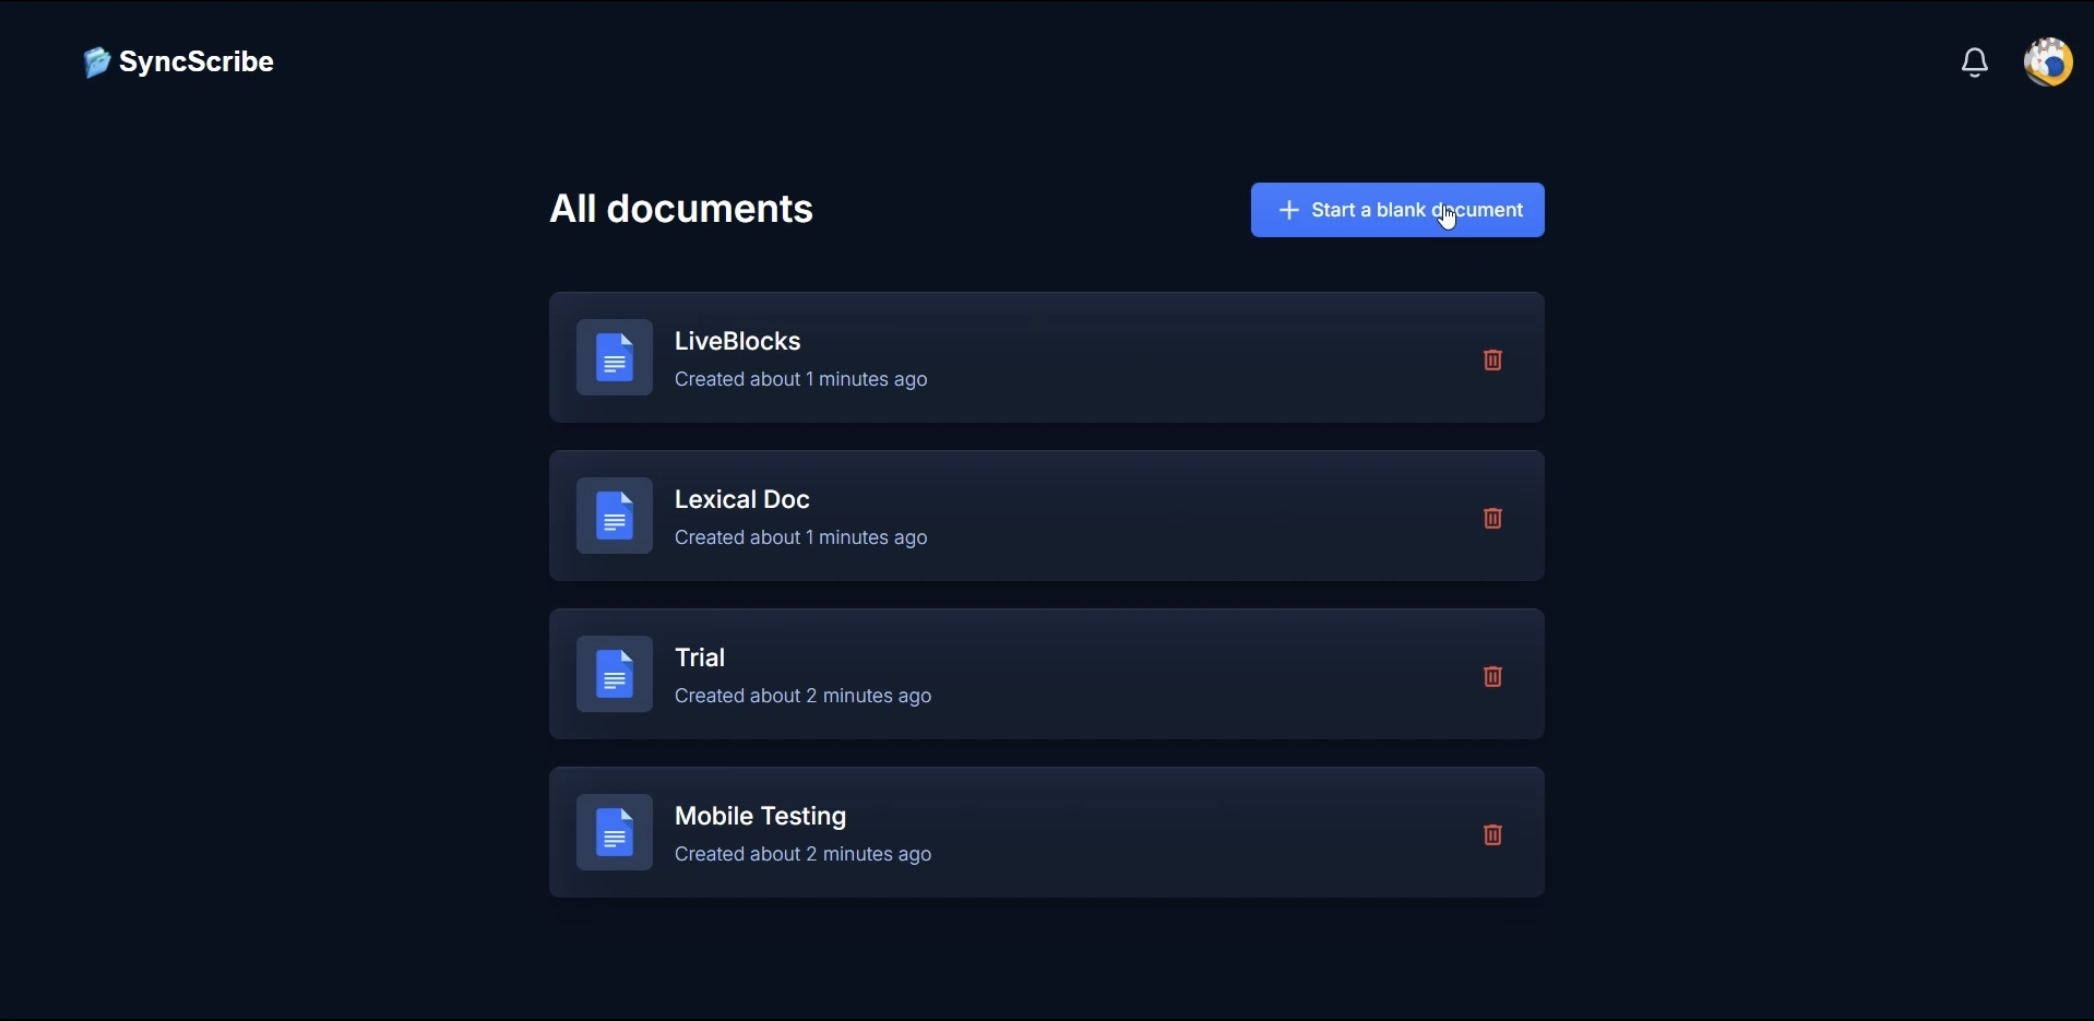 SyncScribe
All documents
Start a blank document
LiveBlocks
Created about 1 minutes ago
Lexical Doc
Created about 1 minutes ago
Trial
Created about 2 minutes ago
Mobile Testing
Created about 2 minutes ago